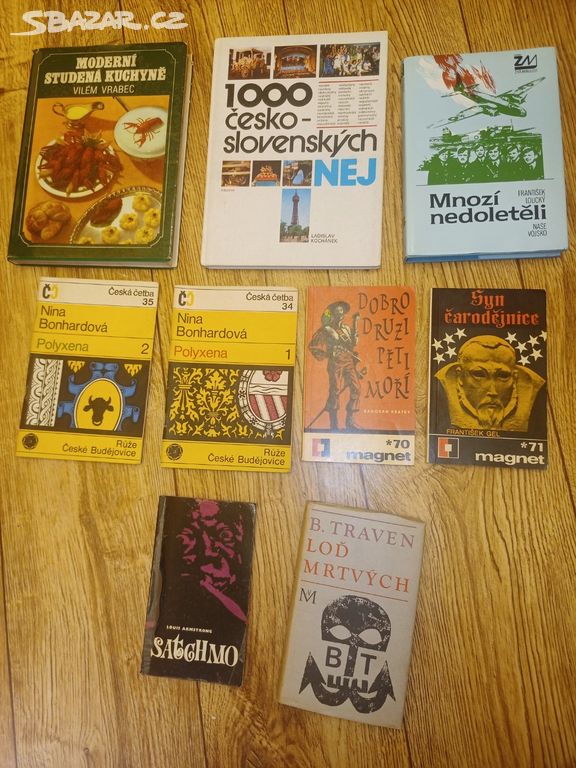 SBAZAR.CZ
MODERNÍ
STUDENÁ KUCHYNĚ
VILÉM VRABEC
1000
česko-
slovenských
NEJ
LADISLAV
KOCHÁNEK
Mnozí
nedoletěli
FRANTIŠEK
LOUCKÝ
NAŠE
VOJSKO
Česká četba
35
Nina
Bonhardová
Polyxena
2
Růže
České Budějovice
Česká četba
34
Nina
Bonhardová
Polyxena
1
Růže
České Budějovice
DOBRO
DRUZI
PĚTI
MOŘÍ
RADOVAN KRÁTKÝ
*70
magnet
Syn
čarodějnice
FRANTIŠEK GEL
*71
magnet
LOUIS ARMSTRONG
SATCHMO
B. TRAVEN
LOĎ
MRTVÝCH
BT